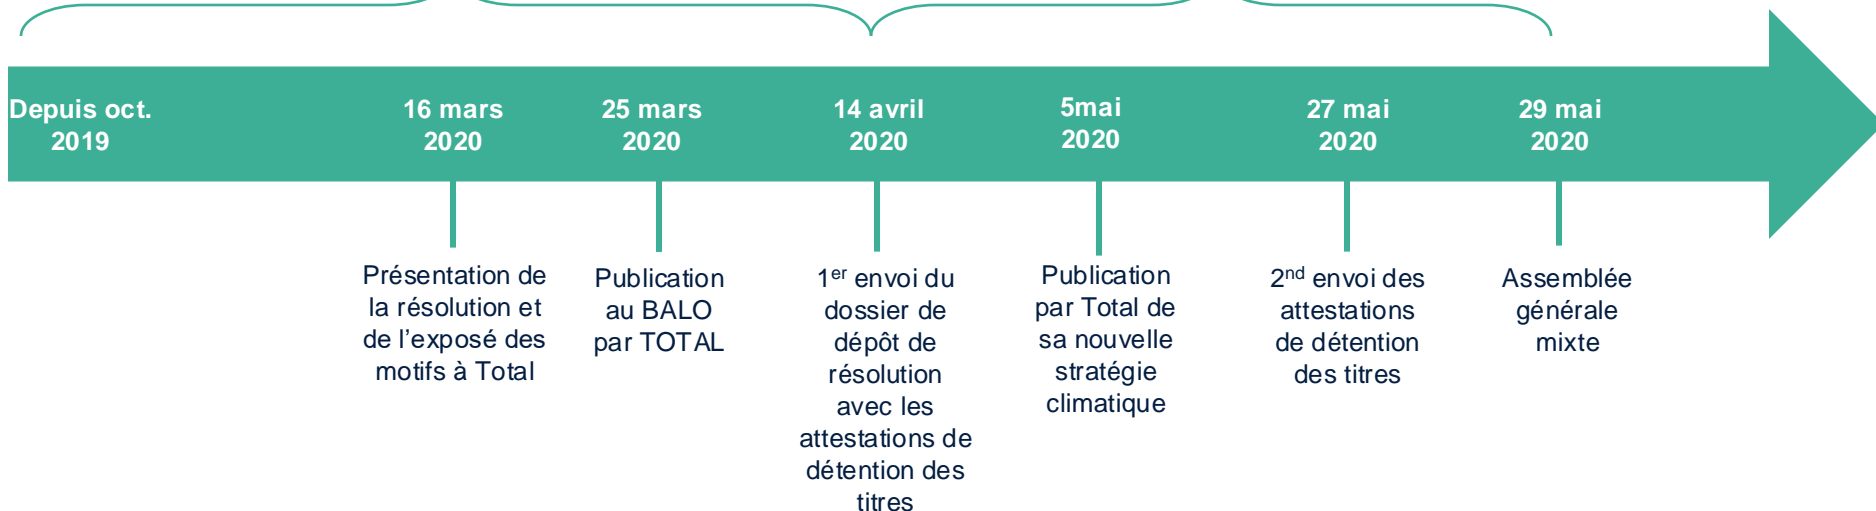 Depuis oct.
2019
16 mars
2020
25 mars
2020
14 avril
2020
5mai
2020
27 mai
2020
29 mai
2020
Présentation de
la résolution et
de l'exposé des
motifs à Total
Publication
au BALO
par TOTAL
1er envoi du
dossier de
dépôt de
résolution
avec les
attestations de
détention des
titres
Publication
par Total de
sa nouvelle
stratégie
climatique
2nd envoi des
attestations
de détention
des titres
Assemblée
générale
mixte